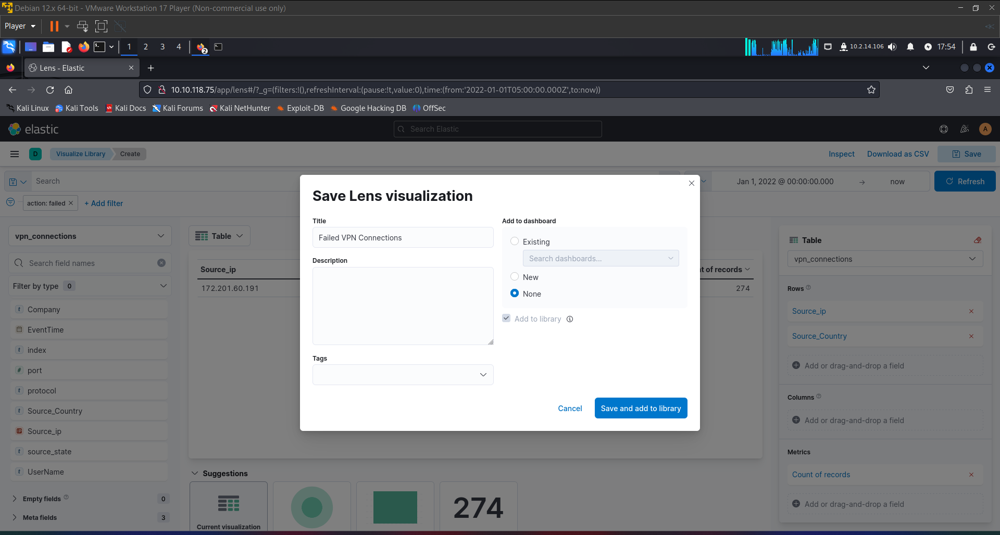 Debian 12.x 64-bit - VMware Workstation 17 Player (Non-commercial use only)
Player
1 2 3 4 2 10.2.14.106 17:54
Lens - Elastic
10.10.118.75/app/lens#/?_g=(filters:!(),refreshInterval:(pause:!t,value:0),time:(from:'2022-01-01T05:00:00.000Z',to:now))
Kali Linux Kali Tools Kali Docs Kali Forums Kali NetHunter Exploit-DB Google Hacking DB OffSec
elastic Search Elastic A
D Visualize Library Create Inspect Download as CSV Save
Search Jan 1, 2022 @ 00:00:00.000 → now Refresh
action: failed + Add filter
vpn_connections
Search field names
Filter by type 0
Company
EventTime
index
port
protocol
Source_Country
Source_ip
source_state
UserName
Empty fields 0
Meta fields 3
Table
Source_ip
t of records
172.201.60.191
274
Save Lens visualization
Title
Failed VPN Connections
Description
Tags
Add to dashboard
Existing
Search dashboards...
New
None
Add to library
Cancel Save and add to library
Suggestions
Current visualization
274
Table
vpn_connections
Rows
Source_ip
Source_Country
Add or drag-and-drop a field
Columns
Add or drag-and-drop a field
Metrics
Count of records
Add or drag-and-drop a field